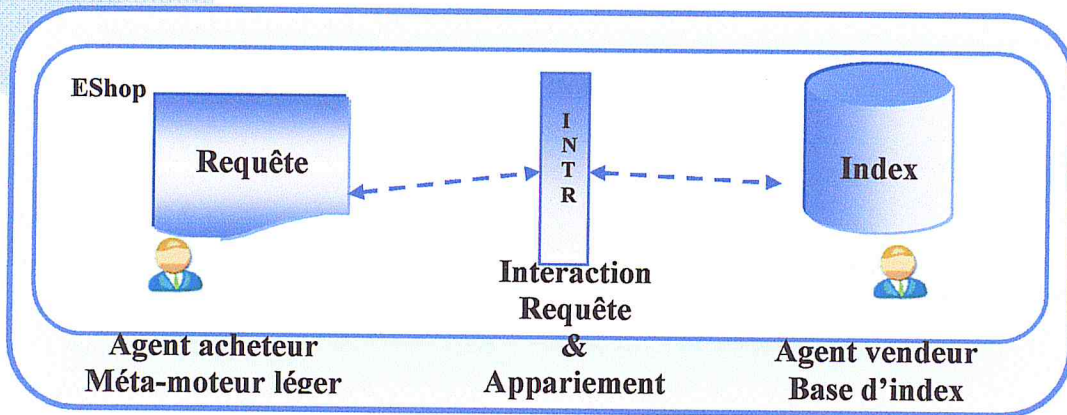 EShop
Requête
I
N
T
R
Index
Interaction
Requête
&
Appariement
Agent acheteur
Méta-moteur léger
Agent vendeur
Base d'index